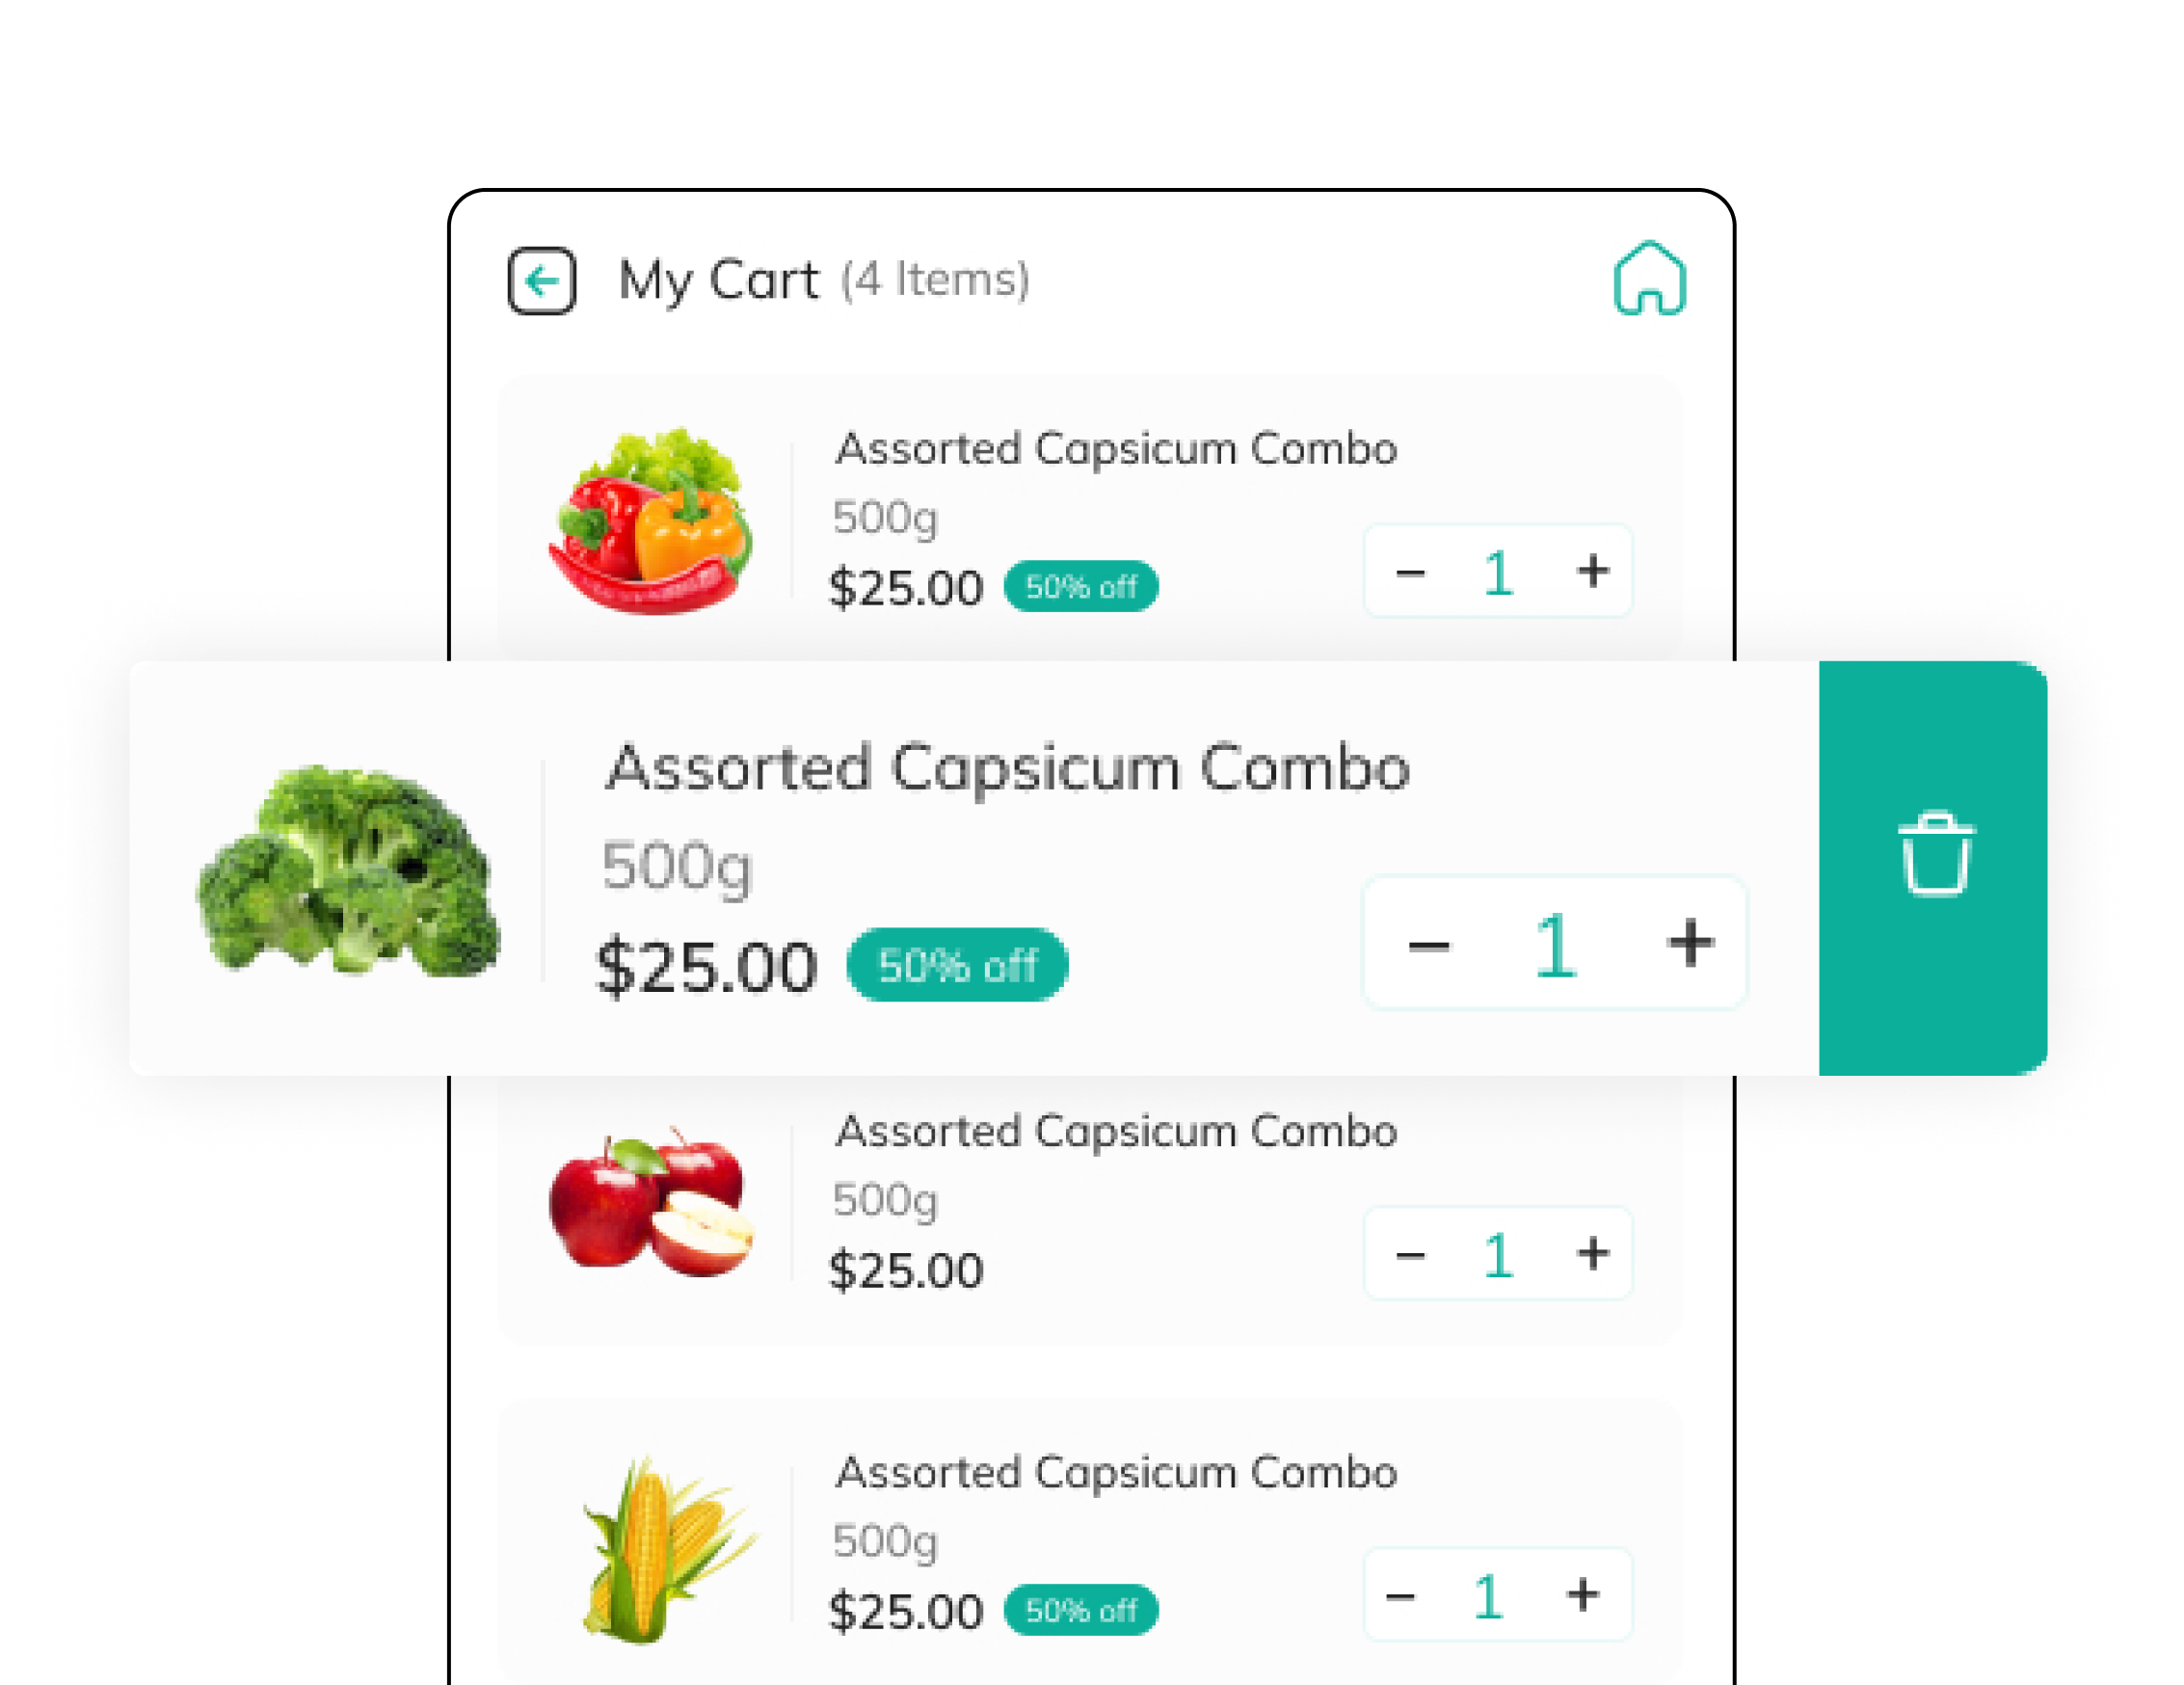 My Cart (4 Items)
Assorted Capsicum Combo
500g
$25.00 50% off
− 1 +
Assorted Capsicum Combo
500g
$25.00 50% off
− 1 +
Assorted Capsicum Combo
500g
$25.00
− 1 +
Assorted Capsicum Combo
500g
$25.00 50% off
− 1 +